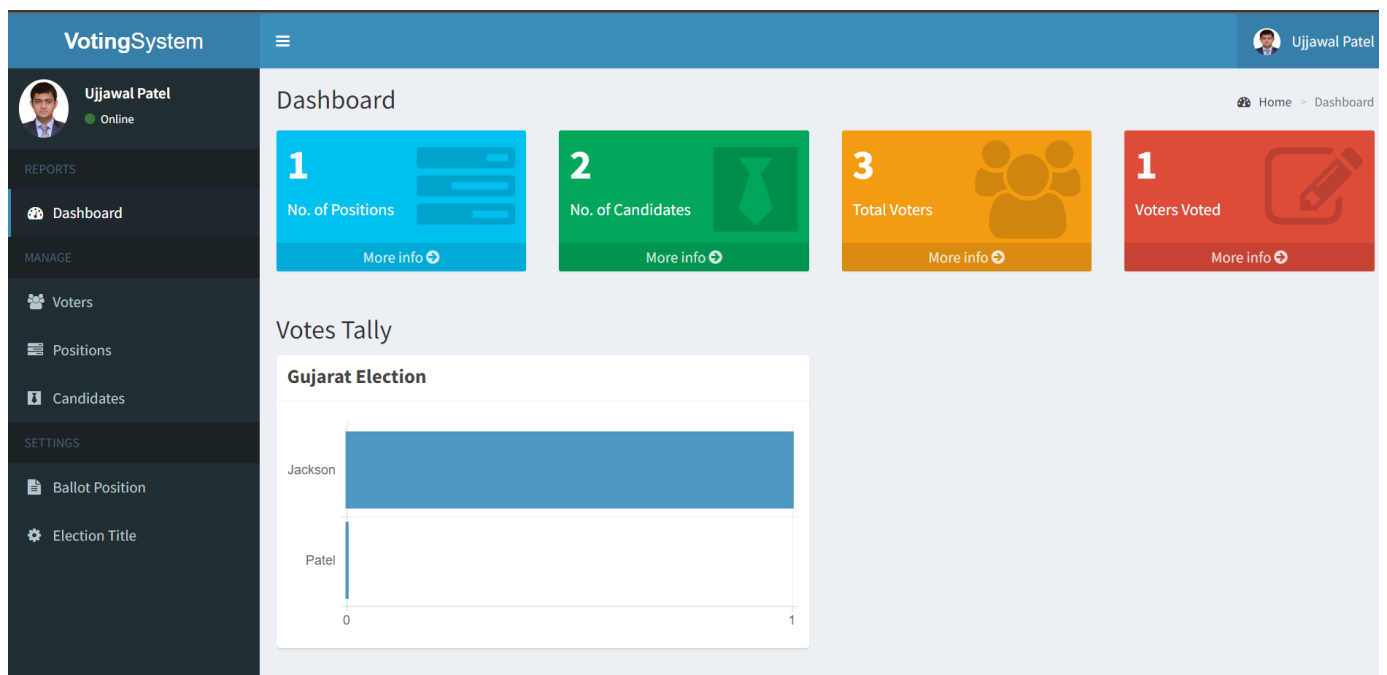 VotingSystem
Ujjawal Patel
Ujjawal Patel
Online
REPORTS
Dashboard
MANAGE
Voters
Positions
Candidates
SETTINGS
Ballot Position
Election Title
Dashboard
Home > Dashboard
1
No. of Positions
More info
2
No. of Candidates
More info
3
Total Voters
More info
1
Voters Voted
More info
Votes Tally
Gujarat Election
Jackson
Patel
0 1